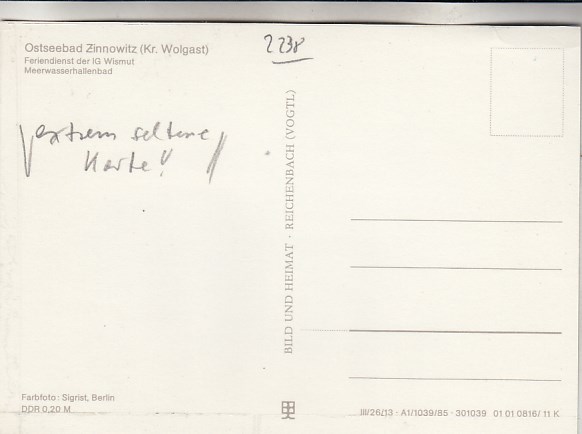 Ostseebad Zinnowitz (Kr. Wolgast)
Feriendienst der IG Wismut
Meerwasserhallenbad
2238
extrem seltene
Karte!
BILD UND HEIMAT · REICHENBACH (VOGTL)
Farbfoto: Sigrist, Berlin
DDR 0,20 M
III/26/13 · A1/1039/85 · 301039 01 01 0816/ 11 K